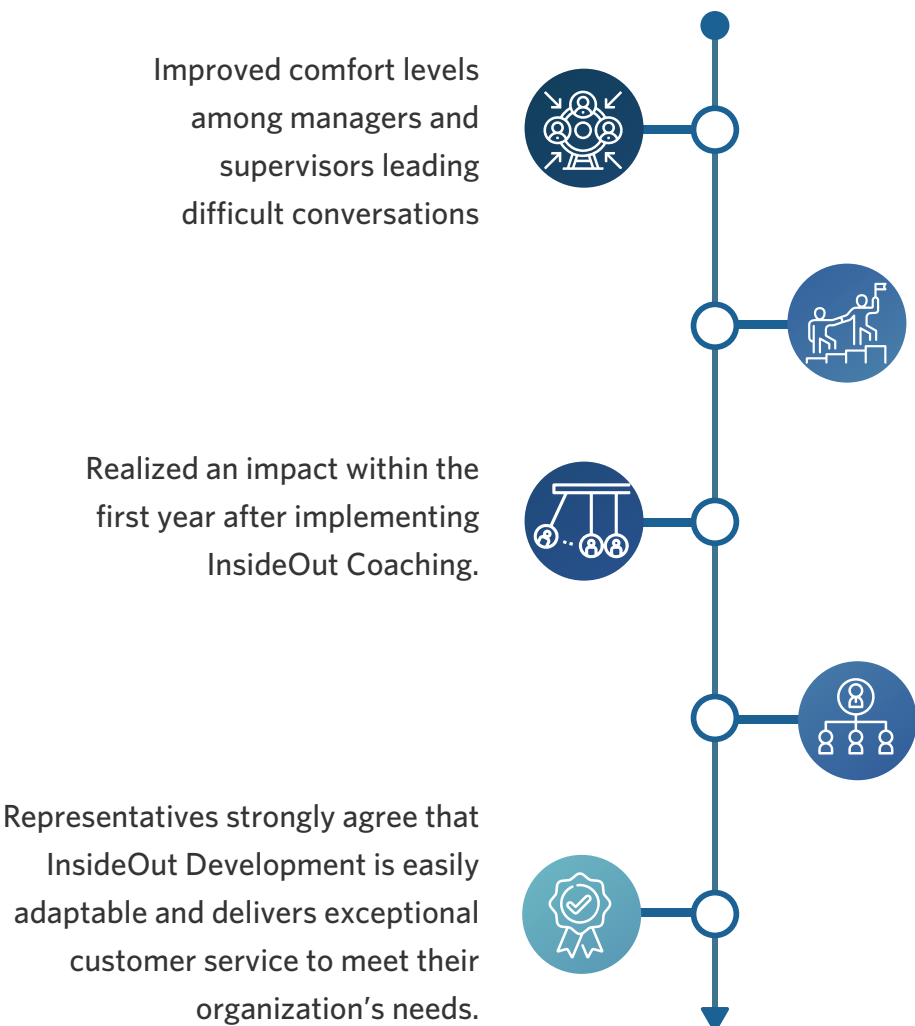 Improved comfort levels
among managers and
supervisors leading
difficult conversations
Realized an impact within the
first year after implementing
InsideOut Coaching.
Representatives strongly agree that
InsideOut Development is easily
adaptable and delivers exceptional
customer service to meet their
organization’s needs.